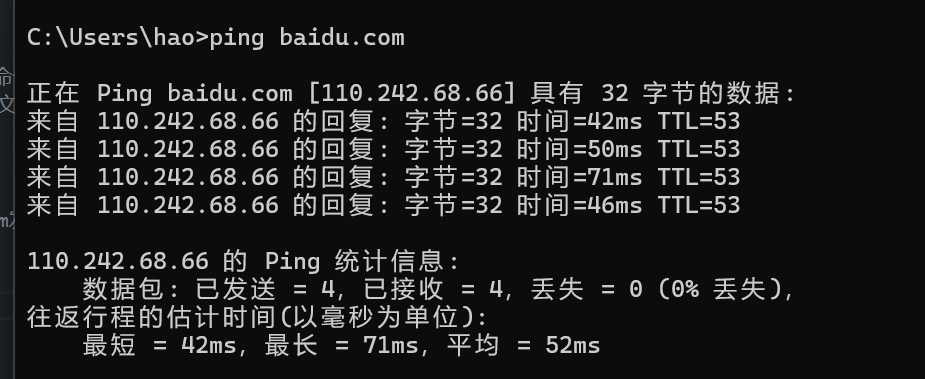 C:\Users\hao>ping baidu.com
正在 Ping baidu.com [110.242.68.66] 具有 32 字节的数据:
来自 110.242.68.66 的回复: 字节=32 时间=42ms TTL=53
来自 110.242.68.66 的回复: 字节=32 时间=50ms TTL=53
来自 110.242.68.66 的回复: 字节=32 时间=71ms TTL=53
来自 110.242.68.66 的回复: 字节=32 时间=46ms TTL=53
110.242.68.66 的 Ping 统计信息:
数据包: 已发送 = 4, 已接收 = 4, 丢失 = 0 (0% 丢失),
往返行程的估计时间(以毫秒为单位):
最短 = 42ms, 最长 = 71ms, 平均 = 52ms